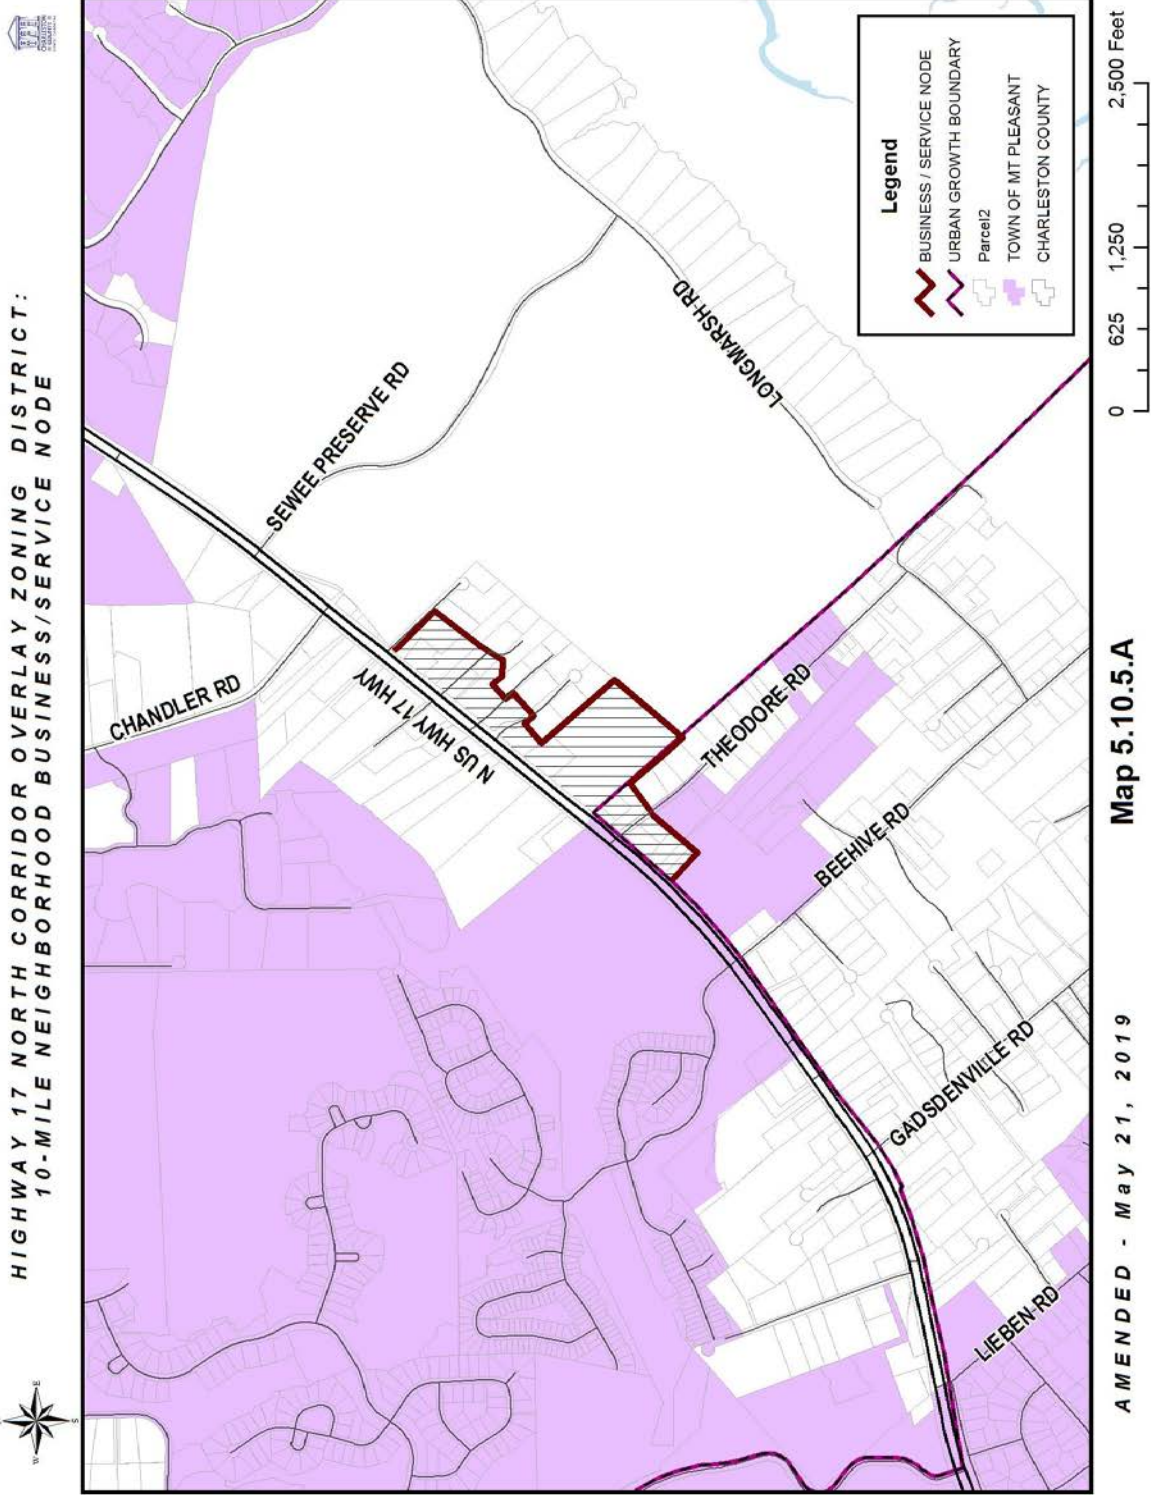 HIGHWAY 17 NORTH CORRIDOR OVERLAY ZONING DISTRICT:
10-MILE NEIGHBORHOOD BUSINESS/SERVICE NODE
CHARLESTON
W
E
S
CHANDLER RD
SEWEE PRESERVE RD
N US HWY 17 HWY
LONGMARSH RD
THEODORE RD
BEEHIVE RD
GADSDENVILLE RD
LIEBEN RD
Legend
BUSINESS / SERVICE NODE
URBAN GROWTH BOUNDARY
Parcel2
TOWN OF MT PLEASANT
CHARLESTON COUNTY
AMENDED - May 21, 2019
Map 5.10.5.A
0 625 1,250 2,500 Feet